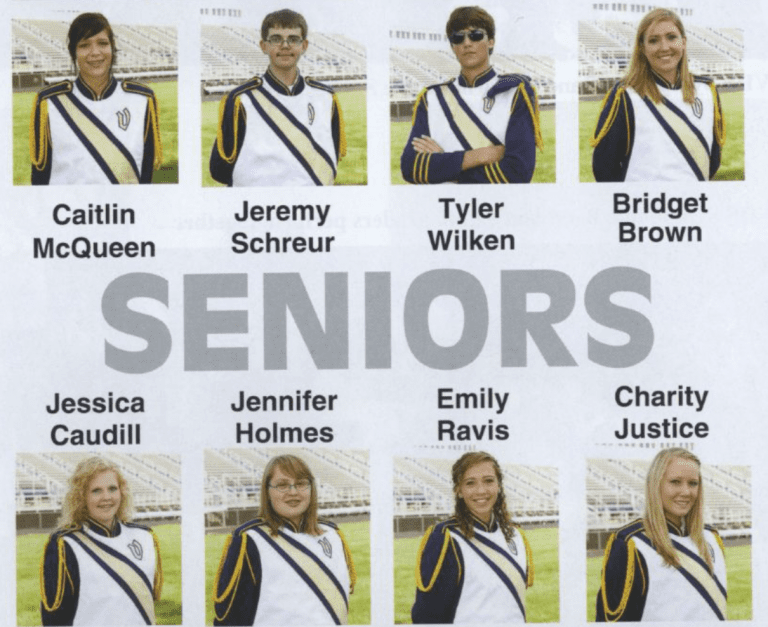 Caitlin
McQueen
Jeremy
Schreur
Tyler
Wilken
Bridget
Brown
SENIORS
Jessica
Caudill
Jennifer
Holmes
Emily
Ravis
Charity
Justice